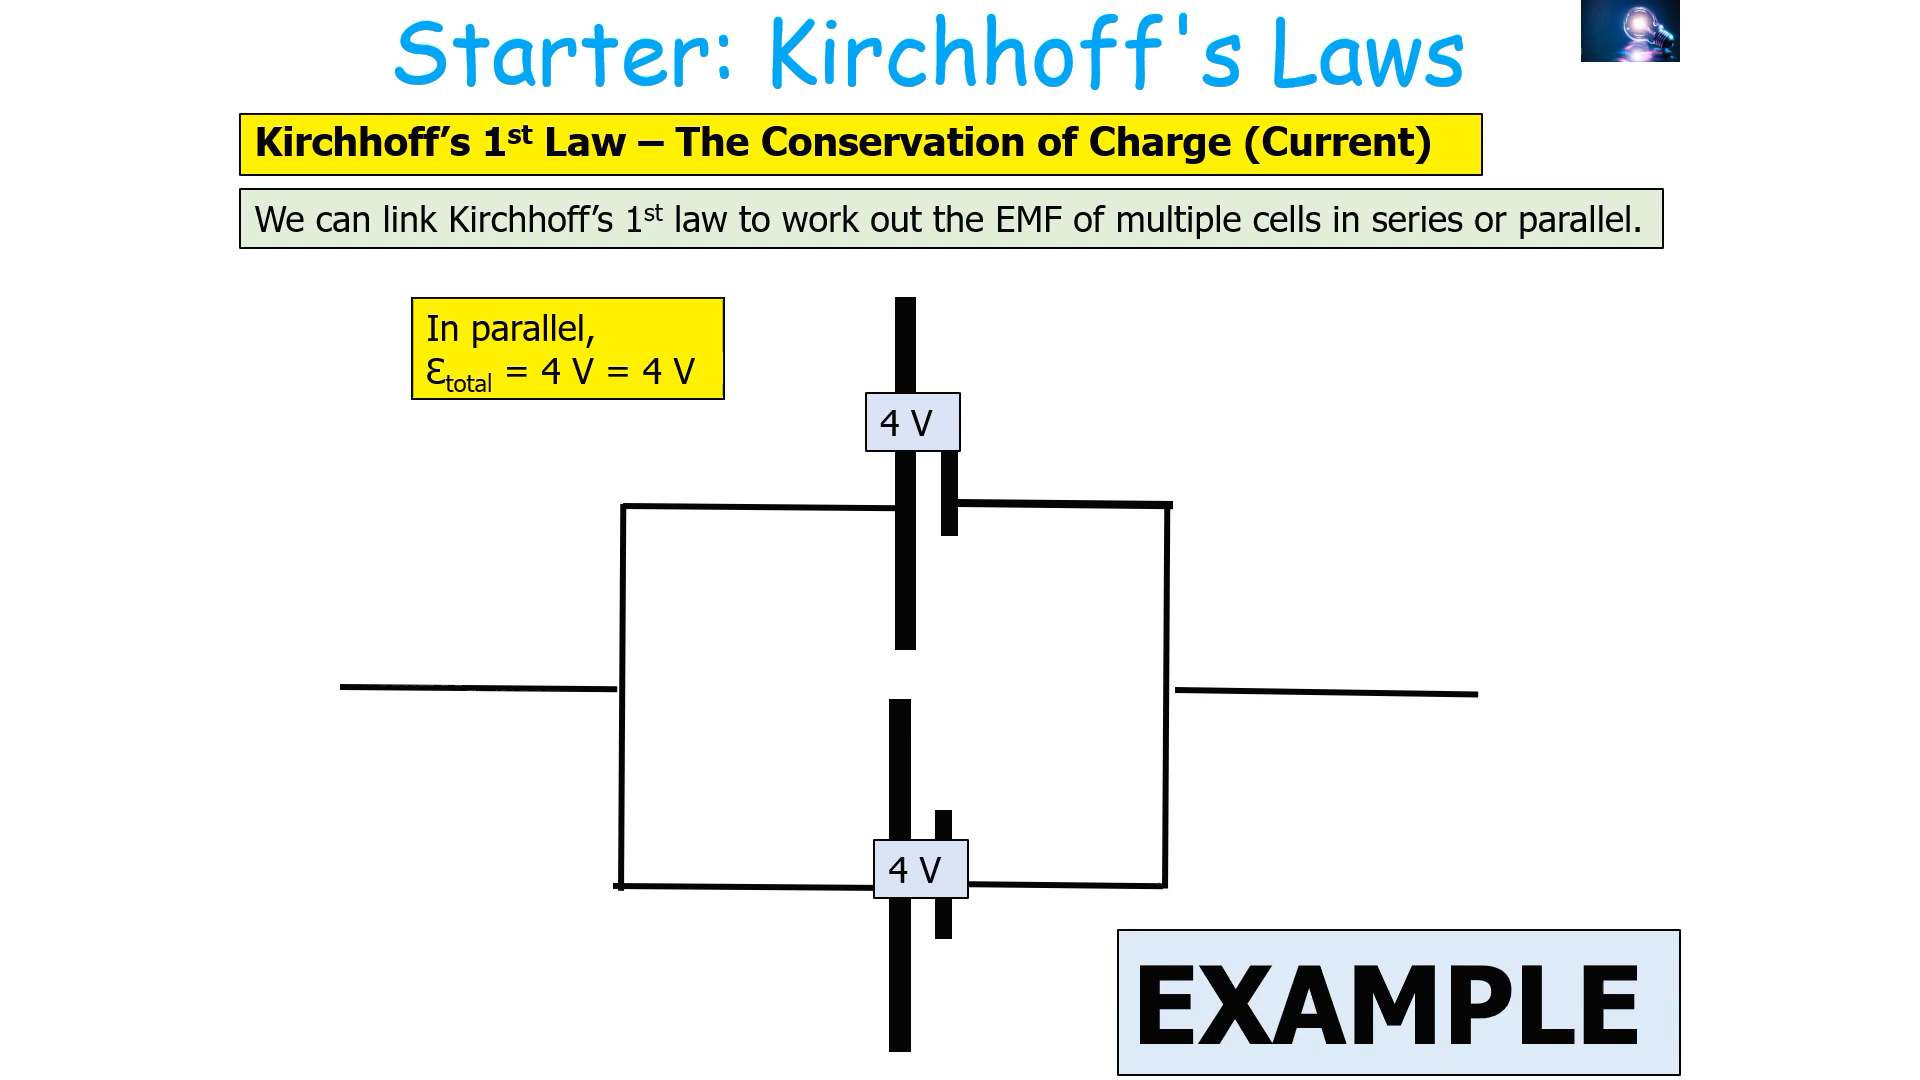 Starter: Kirchhoff's Laws
Kirchhoff’s 1st Law – The Conservation of Charge (Current)
We can link Kirchhoff’s 1st law to work out the EMF of multiple cells in series or parallel.
In parallel,
Ɛtotal = 4 V = 4 V
4 V
4 V
EXAMPLE